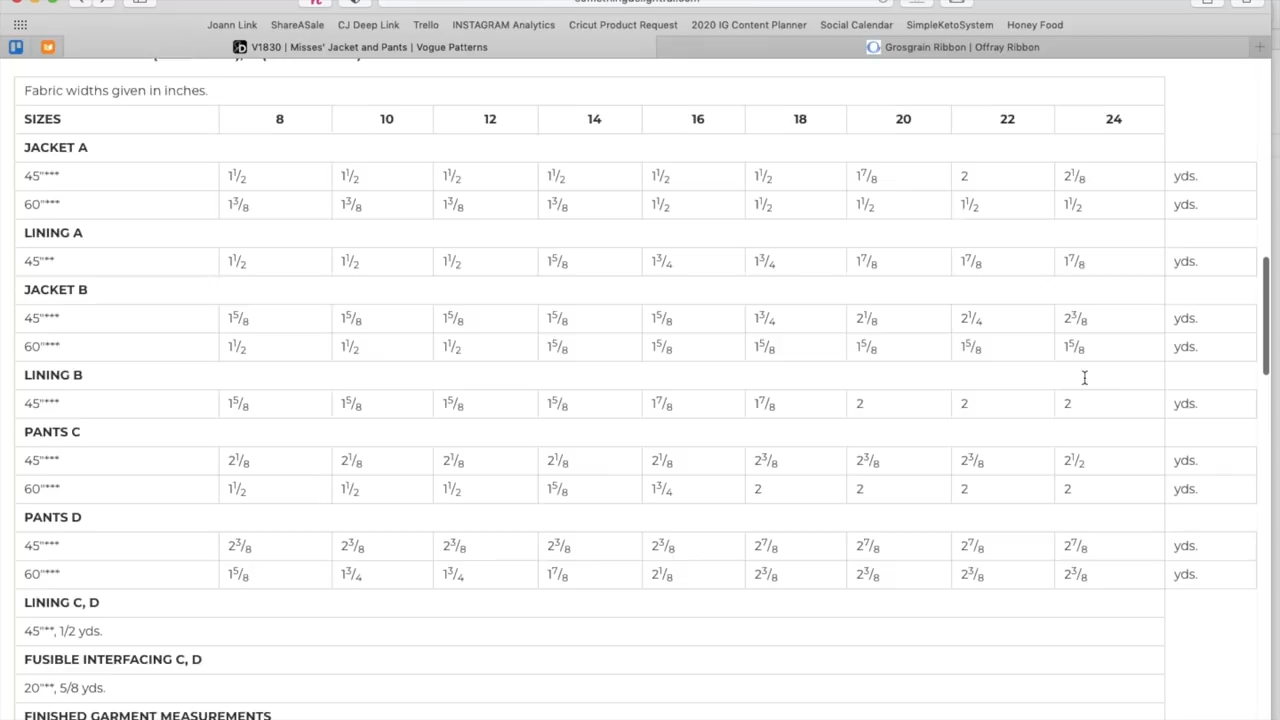 Joann Link ShareASale CJ Deep Link Trello INSTAGRAM Analytics Cricut Product Request 2020 IG Content Planner Social Calendar SimpleKetoSystem Honey Food
V1830 | Misses' Jacket and Pants | Vogue Patterns Grosgrain Ribbon | Offray Ribbon
Fabric widths given in inches.
SIZES 8 10 12 14 16 18 20 22 24
JACKET A
45"*** 1 1/2 1 1/2 1 1/2 1 1/2 1 1/2 1 1/2 1 7/8 2 2 1/8 yds.
60"*** 1 3/8 1 3/8 1 3/8 1 3/8 1 1/2 1 1/2 1 1/2 1 1/2 1 1/2 yds.
LINING A
45"** 1 1/2 1 1/2 1 1/2 1 5/8 1 3/4 1 3/4 1 7/8 1 7/8 1 7/8 yds.
JACKET B
45"*** 1 5/8 1 5/8 1 5/8 1 5/8 1 5/8 1 3/4 2 1/8 2 1/4 2 3/8 yds.
60"*** 1 1/2 1 1/2 1 1/2 1 5/8 1 5/8 1 5/8 1 5/8 1 5/8 1 5/8 yds.
LINING B
45"*** 1 5/8 1 5/8 1 5/8 1 5/8 1 7/8 1 7/8 2 2 2 yds.
PANTS C
45"*** 2 1/8 2 1/8 2 1/8 2 1/8 2 1/8 2 3/8 2 3/8 2 3/8 2 1/2 yds.
60"*** 1 1/2 1 1/2 1 1/2 1 5/8 1 3/4 2 2 2 2 yds.
PANTS D
45"*** 2 3/8 2 3/8 2 3/8 2 3/8 2 3/8 2 7/8 2 7/8 2 7/8 2 7/8 yds.
60"*** 1 5/8 1 3/4 1 3/4 1 7/8 2 1/8 2 3/8 2 3/8 2 3/8 2 3/8 yds.
LINING C, D
45"**, 1/2 yds.
FUSIBLE INTERFACING C, D
20"**, 5/8 yds.
FINISHED GARMENT MEASUREMENTS